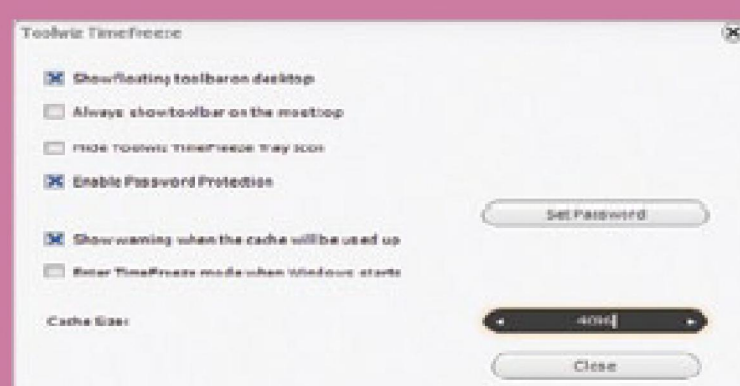 Toolwiz TimeFreeze
Show floating toolbar on desktop
Always show toolbar on the most top
Hide Toolwiz TimeFreeze Tray Icon
Enable Password Protection
Set Password
Show warning when the cache will be used up
Enter TimeFreeze mode when Windows starts
Cache Size:
4096
Close